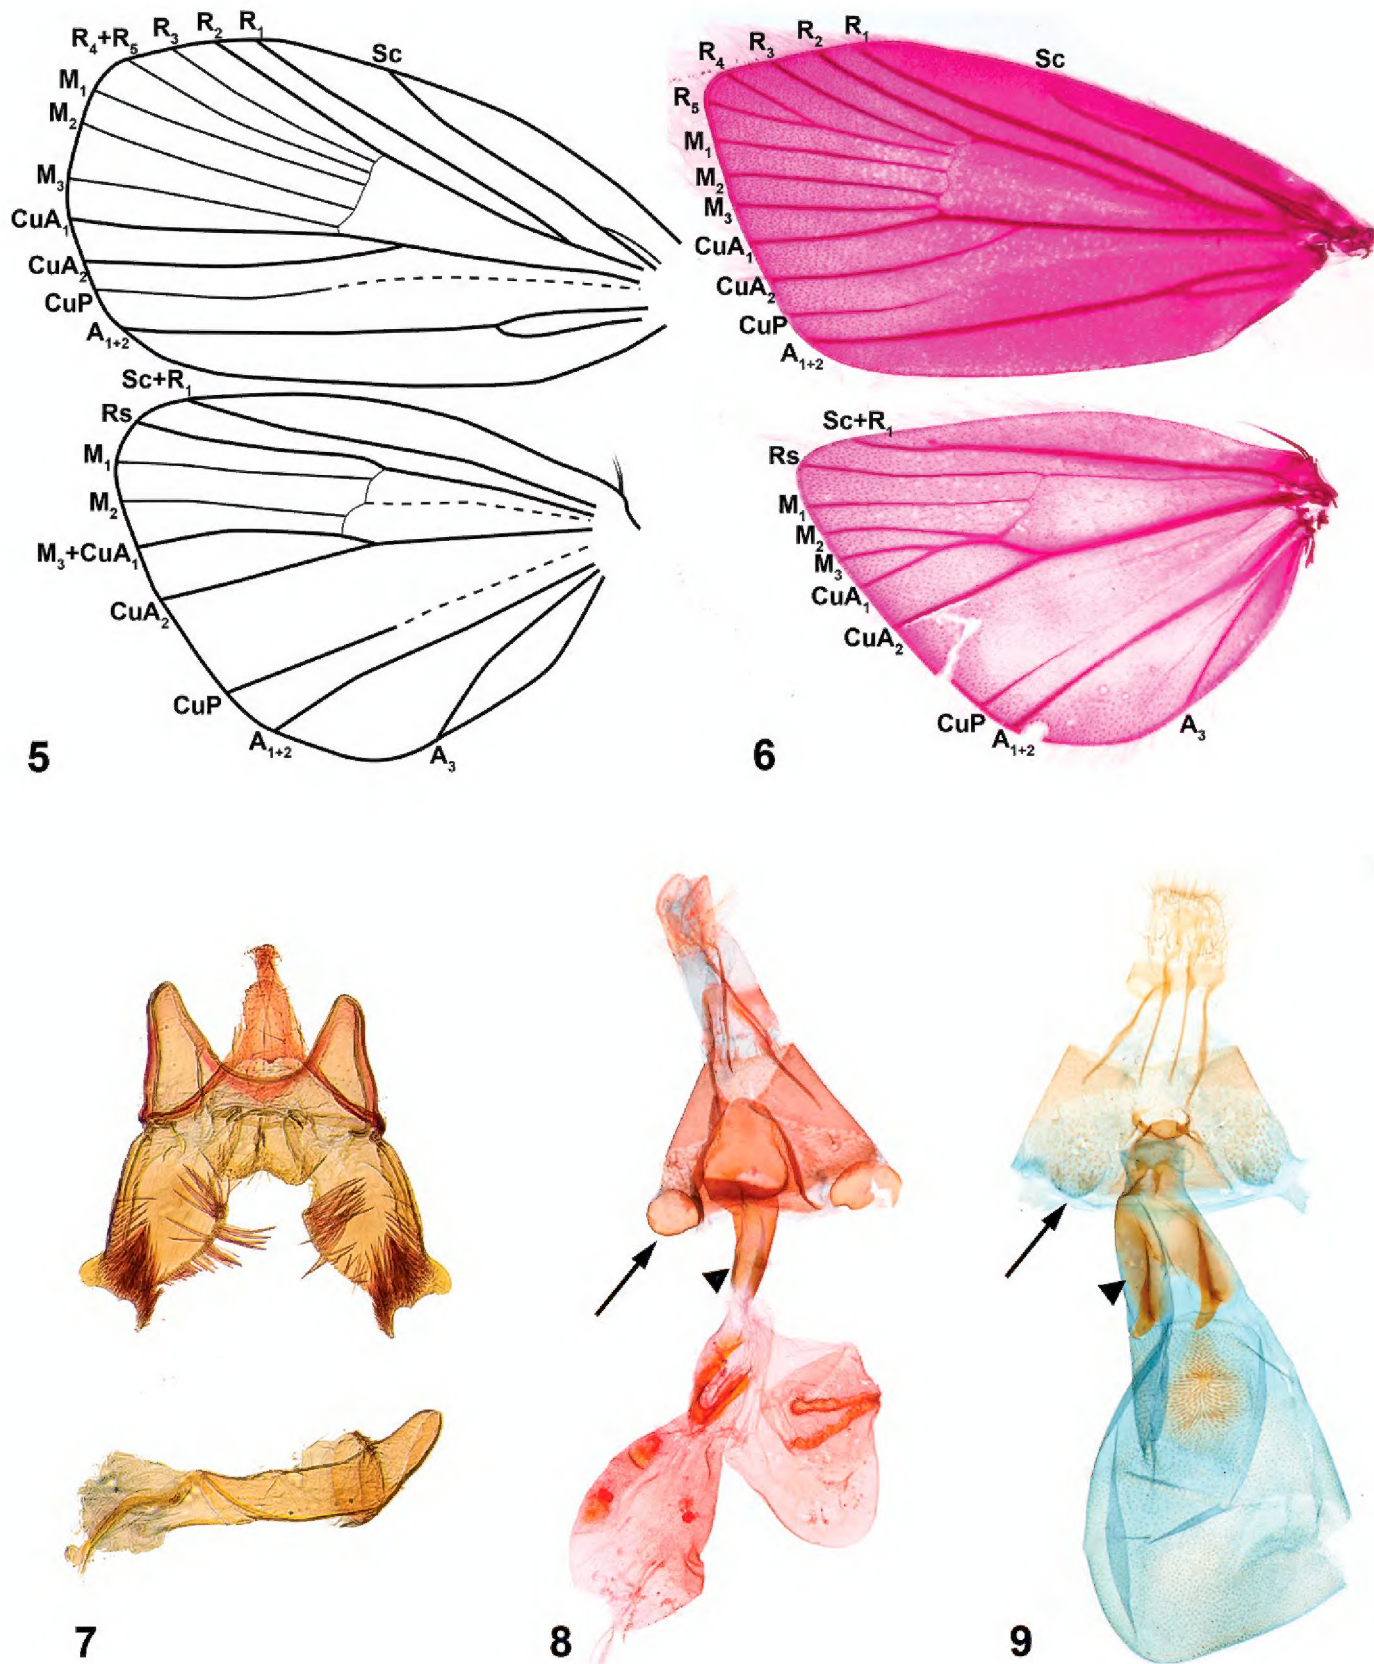 R₄+R₅ R₃ R₂ R₁
Sc
M₁
M₂
M₃
CuA₁
CuA₂
CuP
A₁₊₂
Sc+R₁
Rs
M₁
M₂
M₃+CuA₁
CuA₂
CuP
A₁₊₂
A₃
5
R₄ R₃ R₂ R₁
Sc
R₅
M₁
M₂
M₃
CuA₁
CuA₂
CuP
A₁₊₂
Sc+R₁
Rs
M₁
M₂
M₃
CuA₁
CuA₂
CuP
A₁₊₂
A₃
6
7
8
9